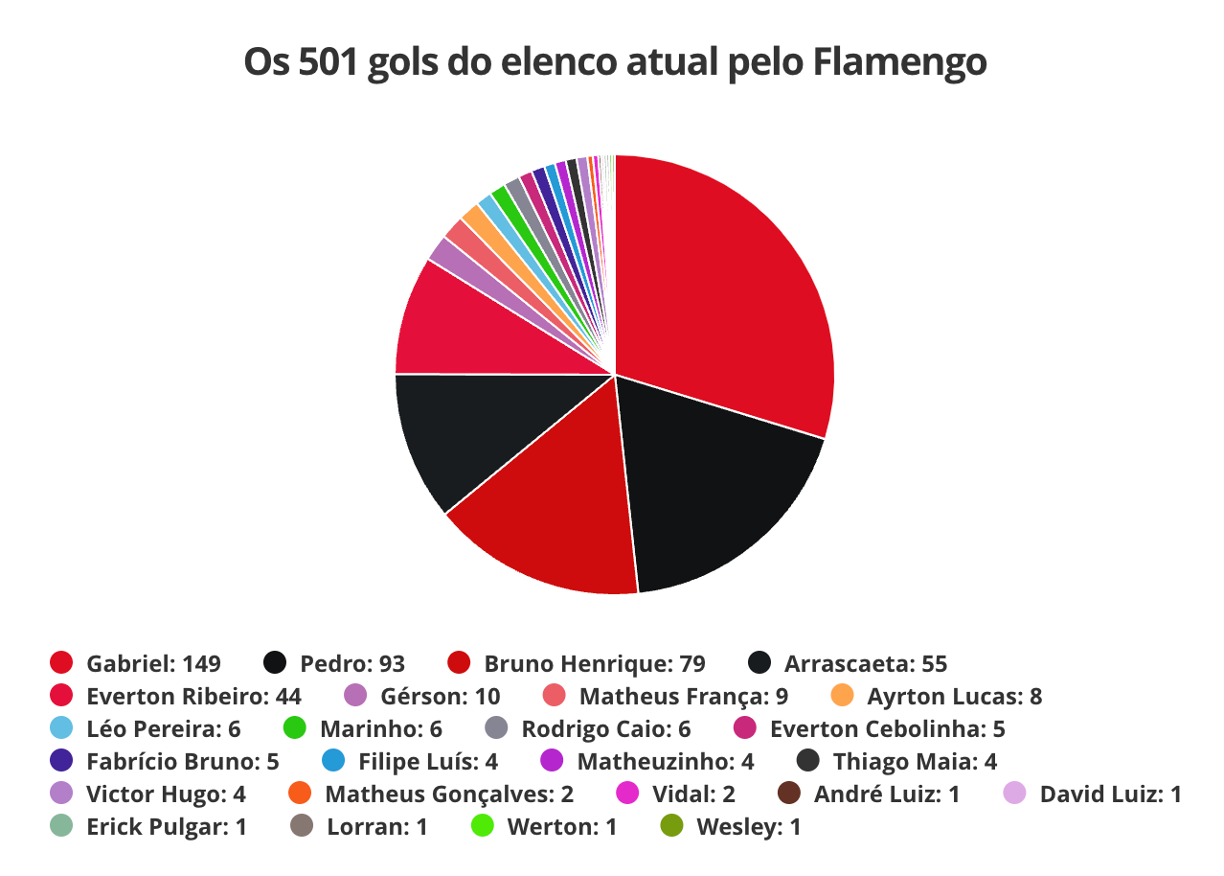 Os 501 gols do elenco atual pelo Flamengo
Gabriel: 149 Pedro: 93 Bruno Henrique: 79 Arrascaeta: 55
Everton Ribeiro: 44 Gérson: 10 Matheus França: 9 Ayrton Lucas: 8
Léo Pereira: 6 Marinho: 6 Rodrigo Caio: 6 Everton Cebolinha: 5
Fabrício Bruno: 5 Filipe Luís: 4 Matheuzinho: 4 Thiago Maia: 4
Victor Hugo: 4 Matheus Gonçalves: 2 Vidal: 2 André Luiz: 1 David Luiz: 1
Erick Pulgar: 1 Lorran: 1 Werton: 1 Wesley: 1